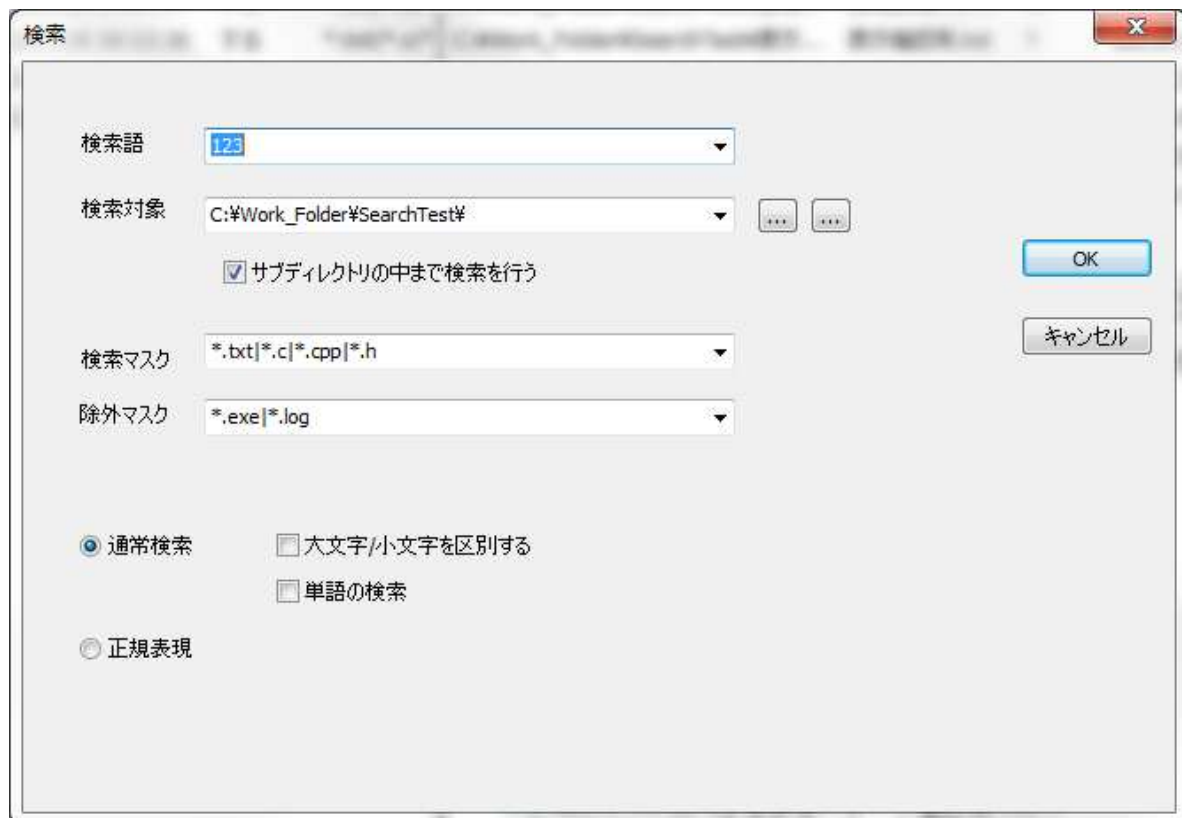 検索
検索語
123
検索対象
C:¥Work_Folder¥SearchTest¥
... ...
サブディレクトリの中まで検索を行う
OK
検索マスク
*.txt|*.c|*.cpp|*.h
キャンセル
除外マスク
*.exe|*.log
通常検索
大文字/小文字を区別する
単語の検索
正規表現